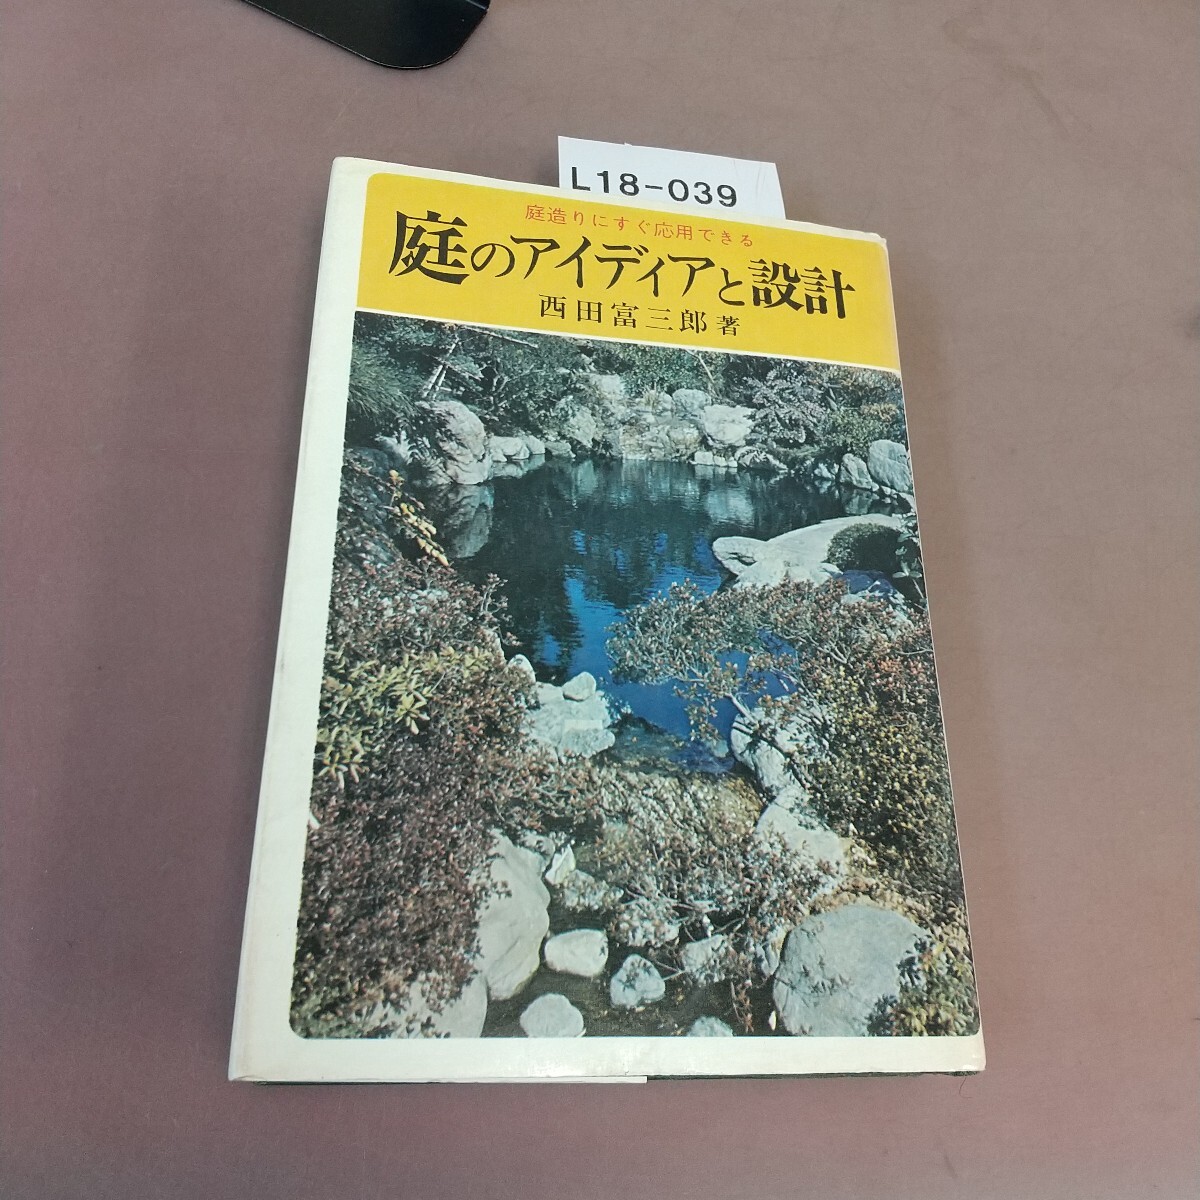 L18-039
庭造りにすぐ応用できる
庭のアイディアと設計
西田富三郎著